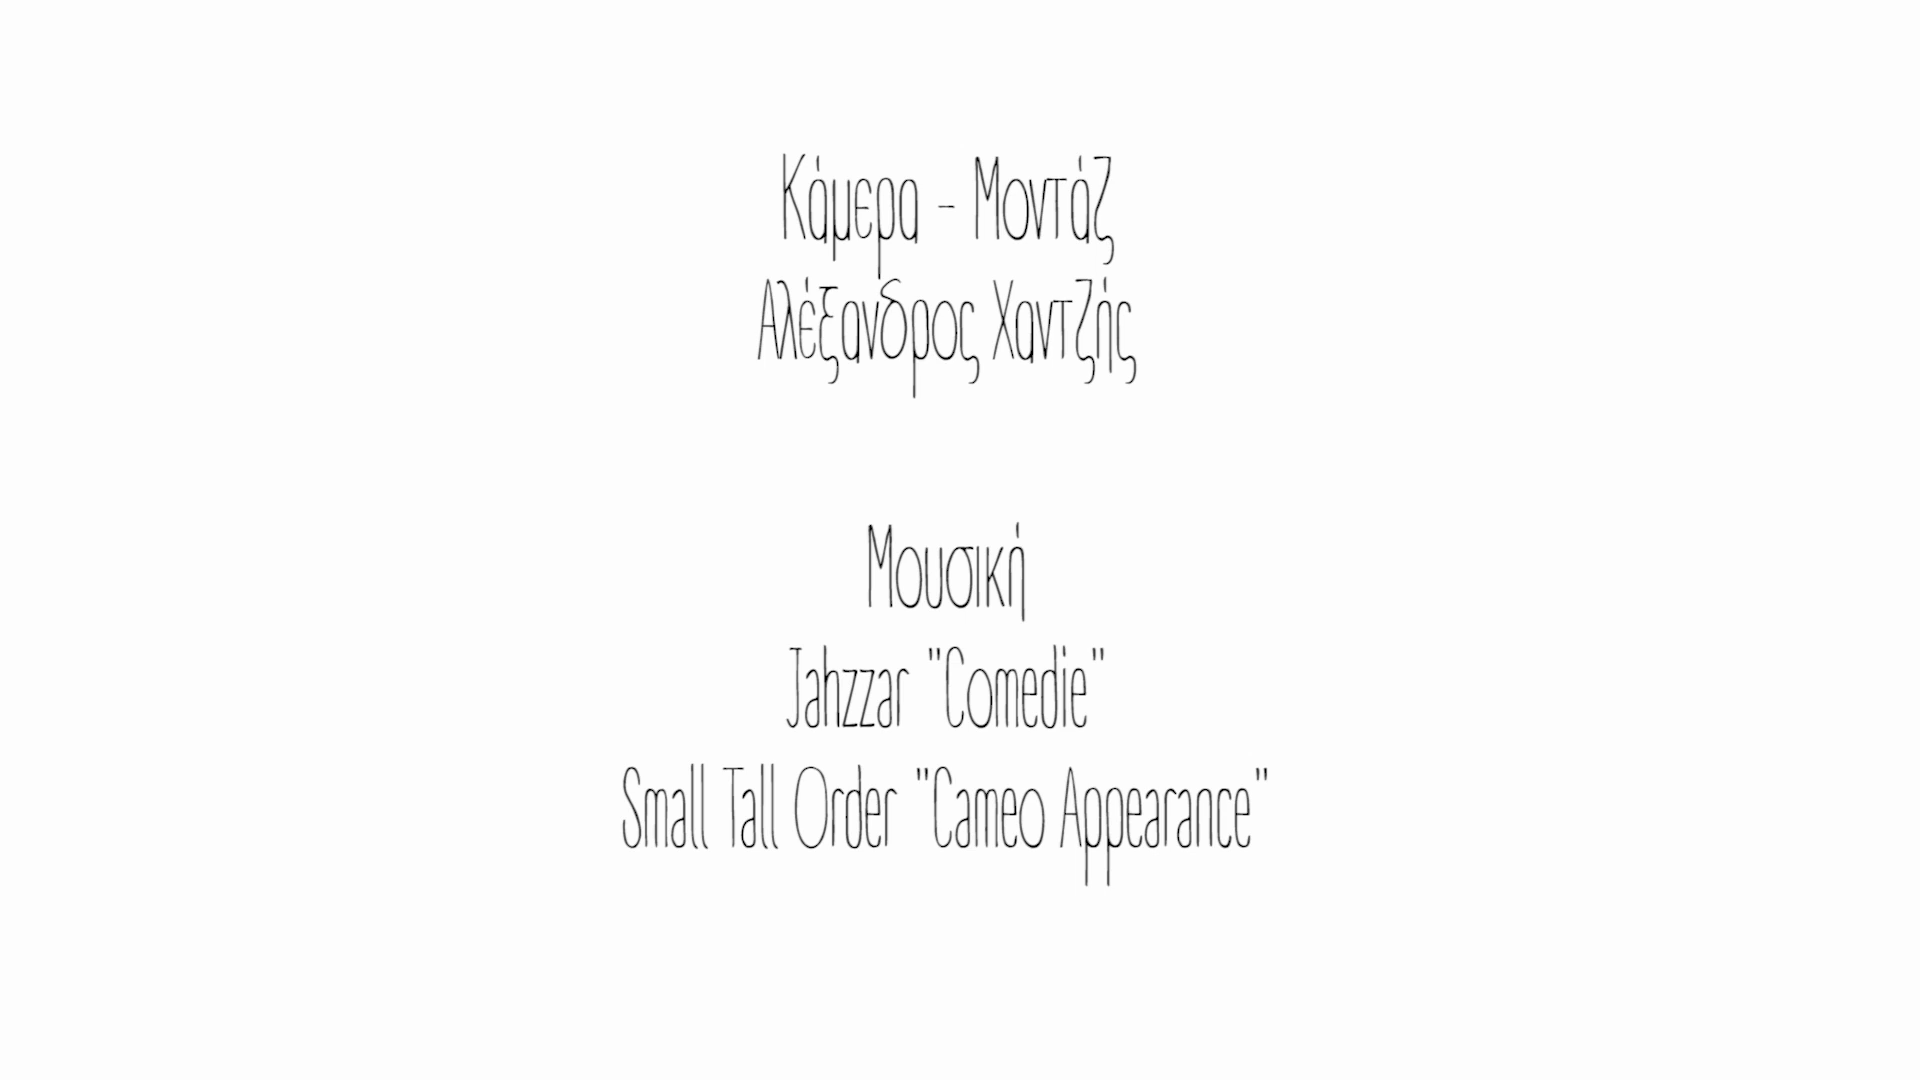 Κάμερα - Μοντάζ
Αλέξανδρος Χαντζής
Μουσική
Jahzzar "Comedie"
Small Tall Order "Cameo Appearance"